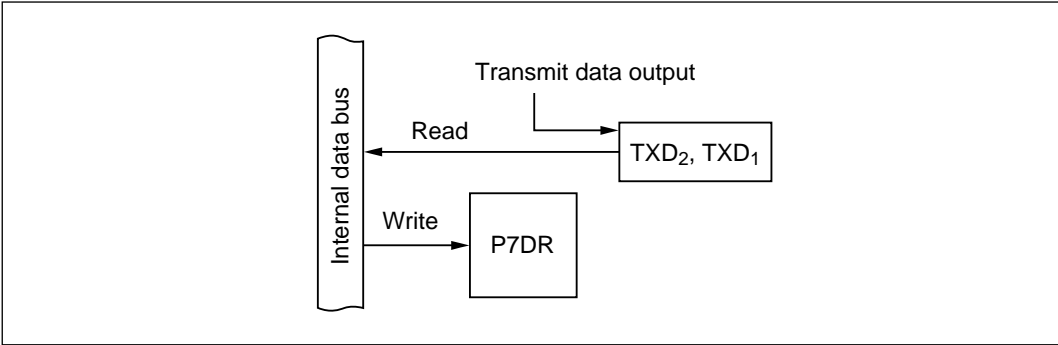 Internal data bus
Transmit data output
Read
TXD2, TXD1
Write
P7DR